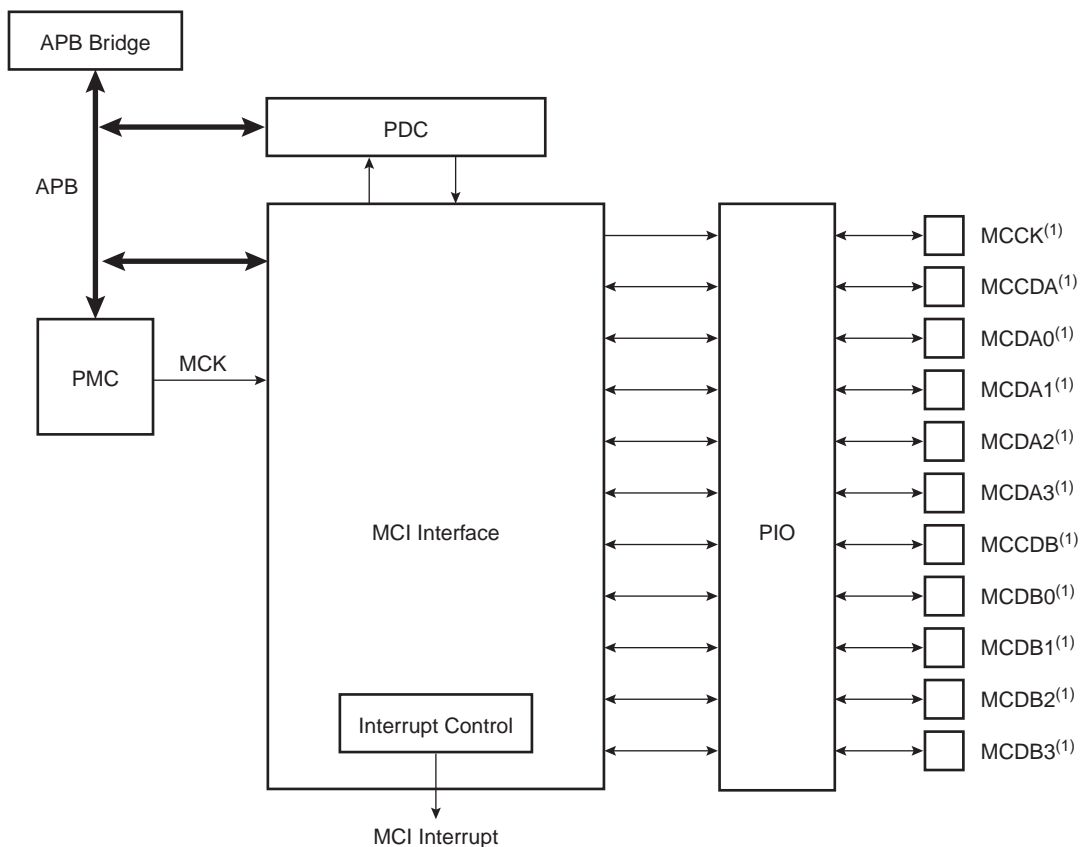 APB Bridge
PDC
APB
PMC
MCK
MCI Interface
Interrupt Control
MCI Interrupt
PIO
MCCK(1)
MCCDA(1)
MCDA0(1)
MCDA1(1)
MCDA2(1)
MCDA3(1)
MCCDB(1)
MCDB0(1)
MCDB1(1)
MCDB2(1)
MCDB3(1)